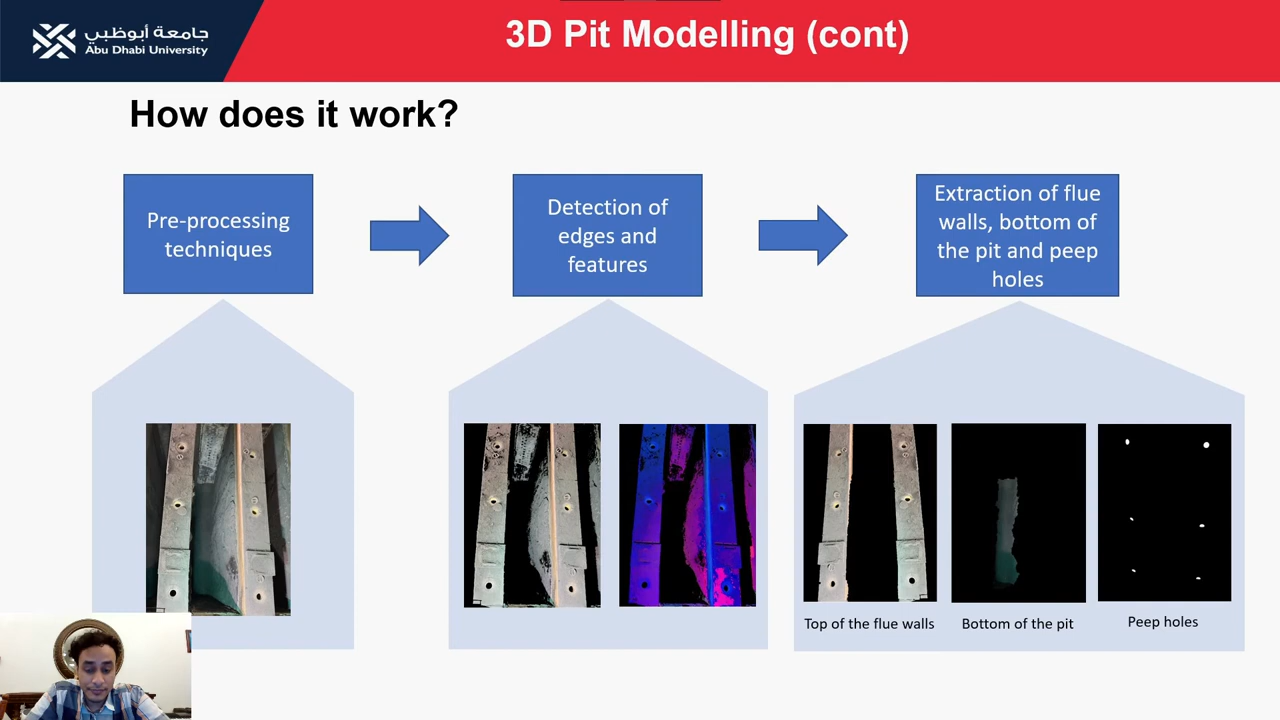 جامعة أبوظبي
Abu Dhabi University
3D Pit Modelling (cont)
How does it work?
Pre-processing
techniques
Detection of
edges and
features
Extraction of flue
walls, bottom of
the pit and peep
holes
Top of the flue walls
Bottom of the pit
Peep holes